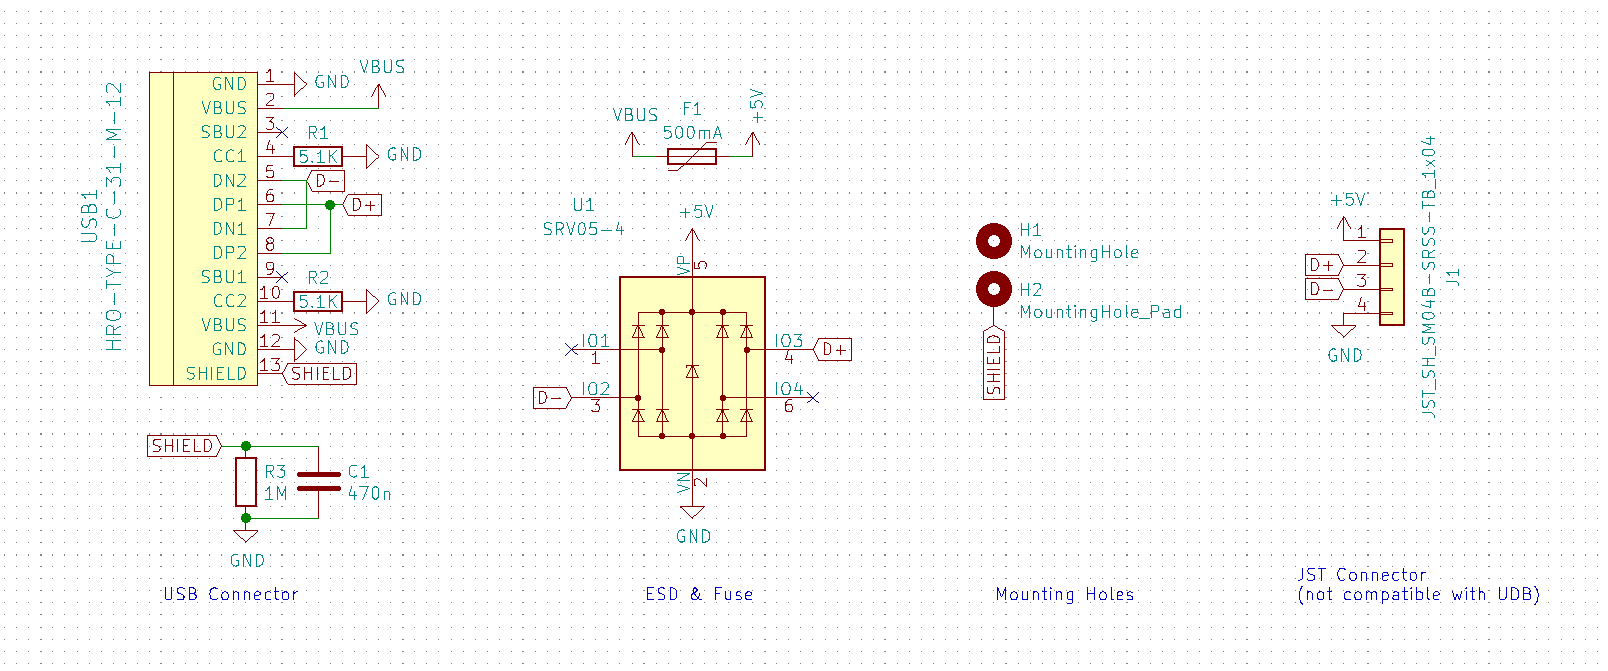 USB1
HRO-TYPE-C-31-M-12
GND 1 GND
VBUS 2 VBUS
SBU2 3
CC1 4 R1 5.1K GND
DN2 5 D-
DP1 6 D+
DN1 7
DP2 8
SBU1 9
CC2 10 R2 5.1K GND
VBUS 11 VBUS
GND 12 GND
SHIELD 13 SHIELD
SHIELD
R3
1M
C1
470n
GND
USB Connector
VBUS
F1
500mA
+5V
U1
SRV05-4
+5V
VP 5
IO1 1
IO2 3
D-
IO3 4
D+
IO4 6
VN 2
GND
ESD & Fuse
H1
MountingHole
H2
MountingHole_Pad
SHIELD
Mounting Holes
+5V
1
D+ 2
D- 3
4
GND
JST_SH_SM04B-SRSS-TB_1x04
J1
JST Connector
(not compatible with UDB)